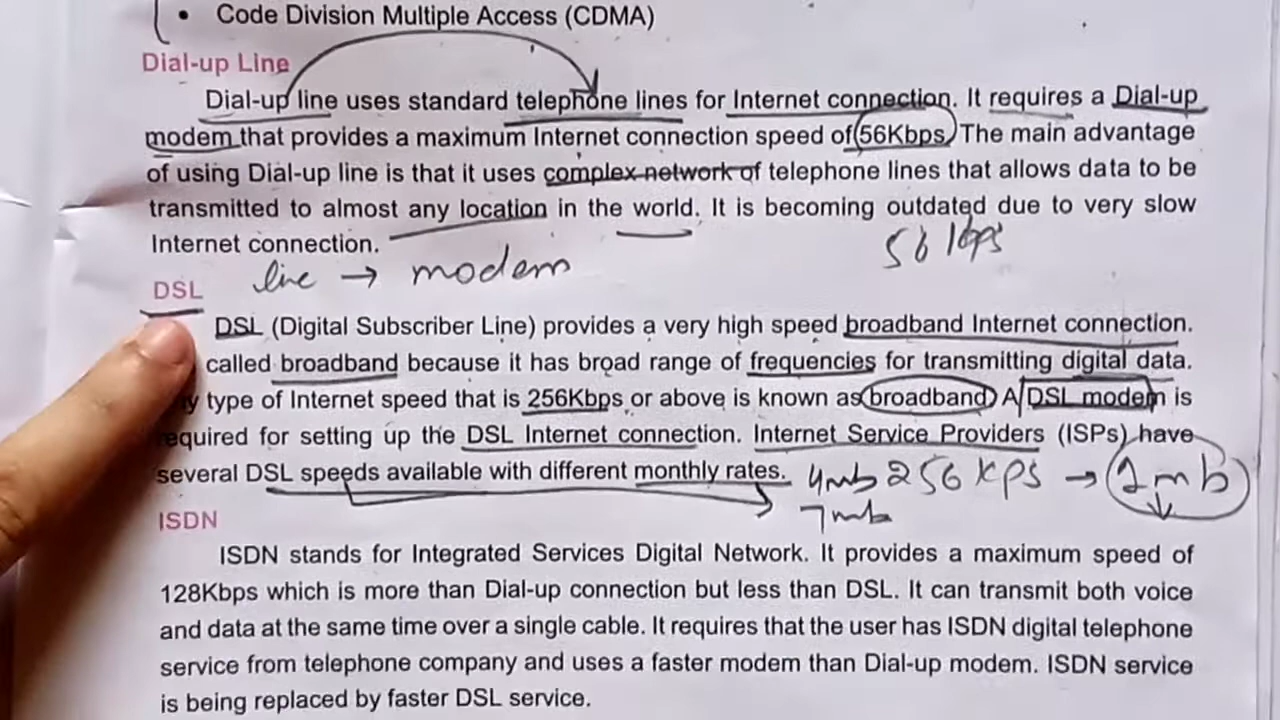 • Code Division Multiple Access (CDMA)
Dial-up Line
Dial-up line uses standard telephone lines for Internet connection. It requires a Dial-up
modem that provides a maximum Internet connection speed of 56Kbps. The main advantage
of using Dial-up line is that it uses complex network of telephone lines that allows data to be
transmitted to almost any location in the world. It is becoming outdated due to very slow
Internet connection.
56 kbps
line → modem
DSL
DSL (Digital Subscriber Line) provides a very high speed broadband Internet connection.
called broadband because it has broad range of frequencies for transmitting digital data.
type of Internet speed that is 256Kbps or above is known as broadband A DSL modem is
equired for setting up the DSL Internet connection. Internet Service Providers (ISPs) have
several DSL speeds available with different monthly rates.
4mb 256 kps → 1mb
7mb
ISDN
ISDN stands for Integrated Services Digital Network. It provides a maximum speed of
128Kbps which is more than Dial-up connection but less than DSL. It can transmit both voice
and data at the same time over a single cable. It requires that the user has ISDN digital telephone
service from telephone company and uses a faster modem than Dial-up modem. ISDN service
is being replaced by faster DSL service.